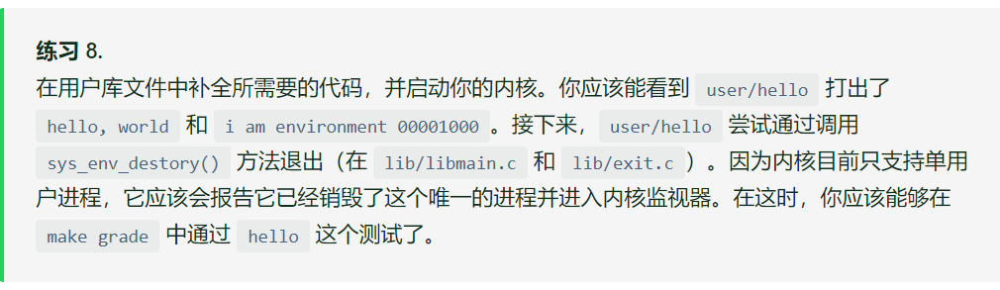 练习 8.
在用户库文件中补全所需要的代码，并启动你的内核。你应该能看到 user/hello 打出了
hello, world 和 i am environment 00001000 。接下来， user/hello 尝试通过调用
sys_env_destory() 方法退出（在 lib/libmain.c 和 lib/exit.c ）。因为内核目前只支持单用
户进程，它应该会报告它已经销毁了这个唯一的进程并进入内核监视器。在这时，你应该能够在
make grade 中通过 hello 这个测试了。